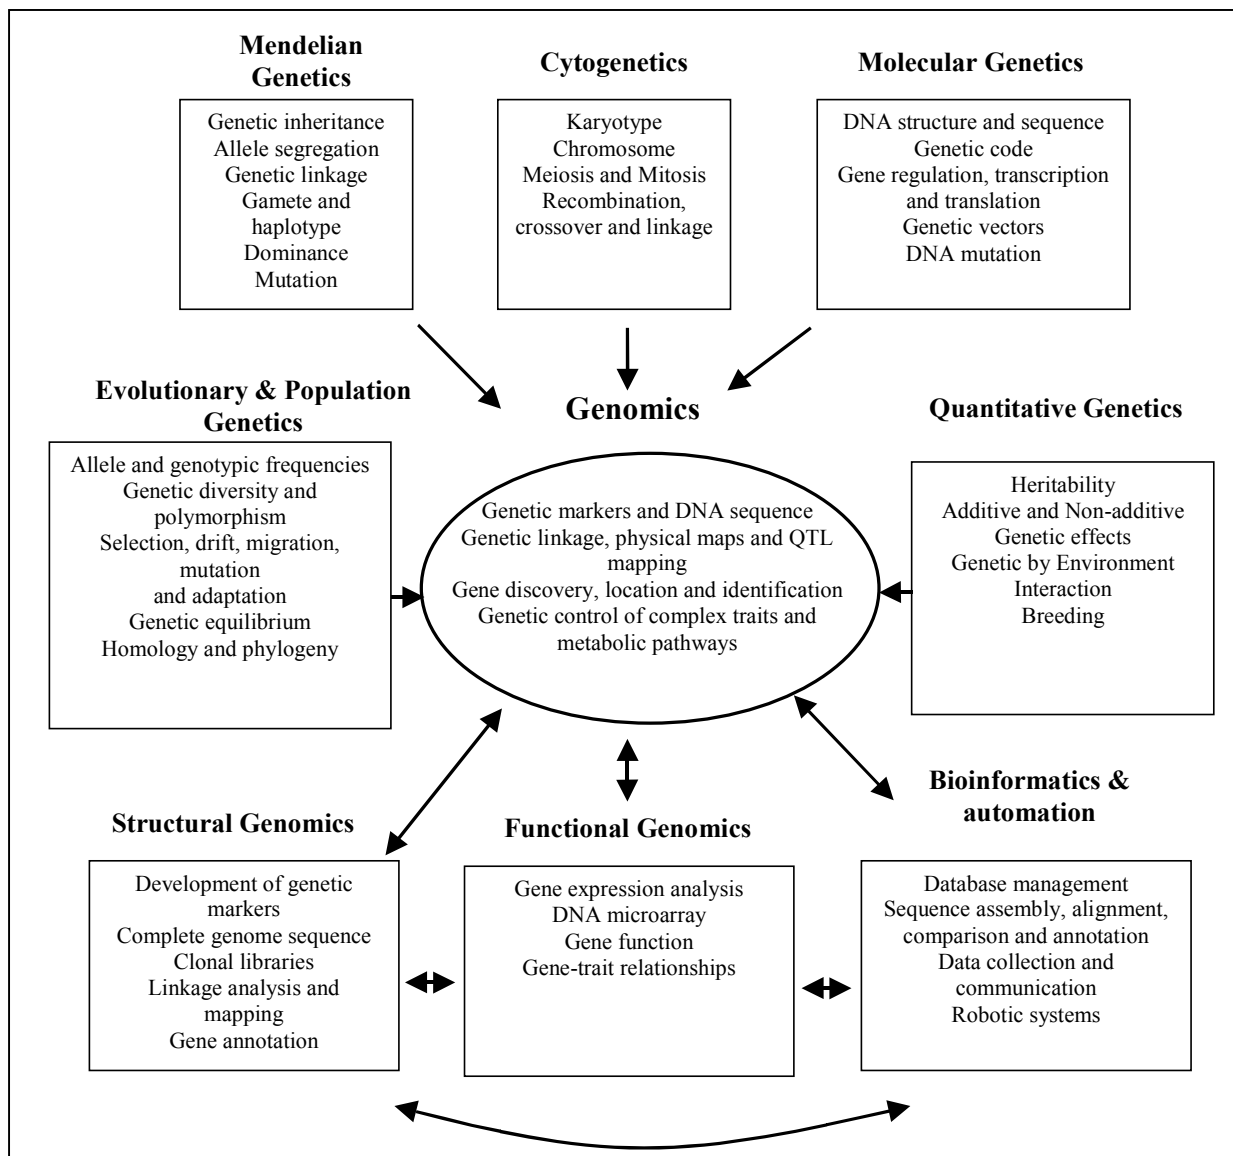 Mendelian
Genetics
Genetic inheritance
Allele segregation
Genetic linkage
Gamete and
haplotype
Dominance
Mutation
Cytogenetics
Karyotype
Chromosome
Meiosis and Mitosis
Recombination,
crossover and linkage
Molecular Genetics
DNA structure and sequence
Genetic code
Gene regulation, transcription
and translation
Genetic vectors
DNA mutation
Evolutionary & Population
Genetics
Allele and genotypic frequencies
Genetic diversity and
polymorphism
Selection, drift, migration,
mutation
and adaptation
Genetic equilibrium
Homology and phylogeny
Genomics
Genetic markers and DNA sequence
Genetic linkage, physical maps and QTL
mapping
Gene discovery, location and identification
Genetic control of complex traits and
metabolic pathways
Quantitative Genetics
Heritability
Additive and Non-additive
Genetic effects
Genetic by Environment
Interaction
Breeding
Structural Genomics
Development of genetic
markers
Complete genome sequence
Clonal libraries
Linkage analysis and
mapping
Gene annotation
Functional Genomics
Gene expression analysis
DNA microarray
Gene function
Gene-trait relationships
Bioinformatics &
automation
Database management
Sequence assembly, alignment,
comparison and annotation
Data collection and
communication
Robotic systems